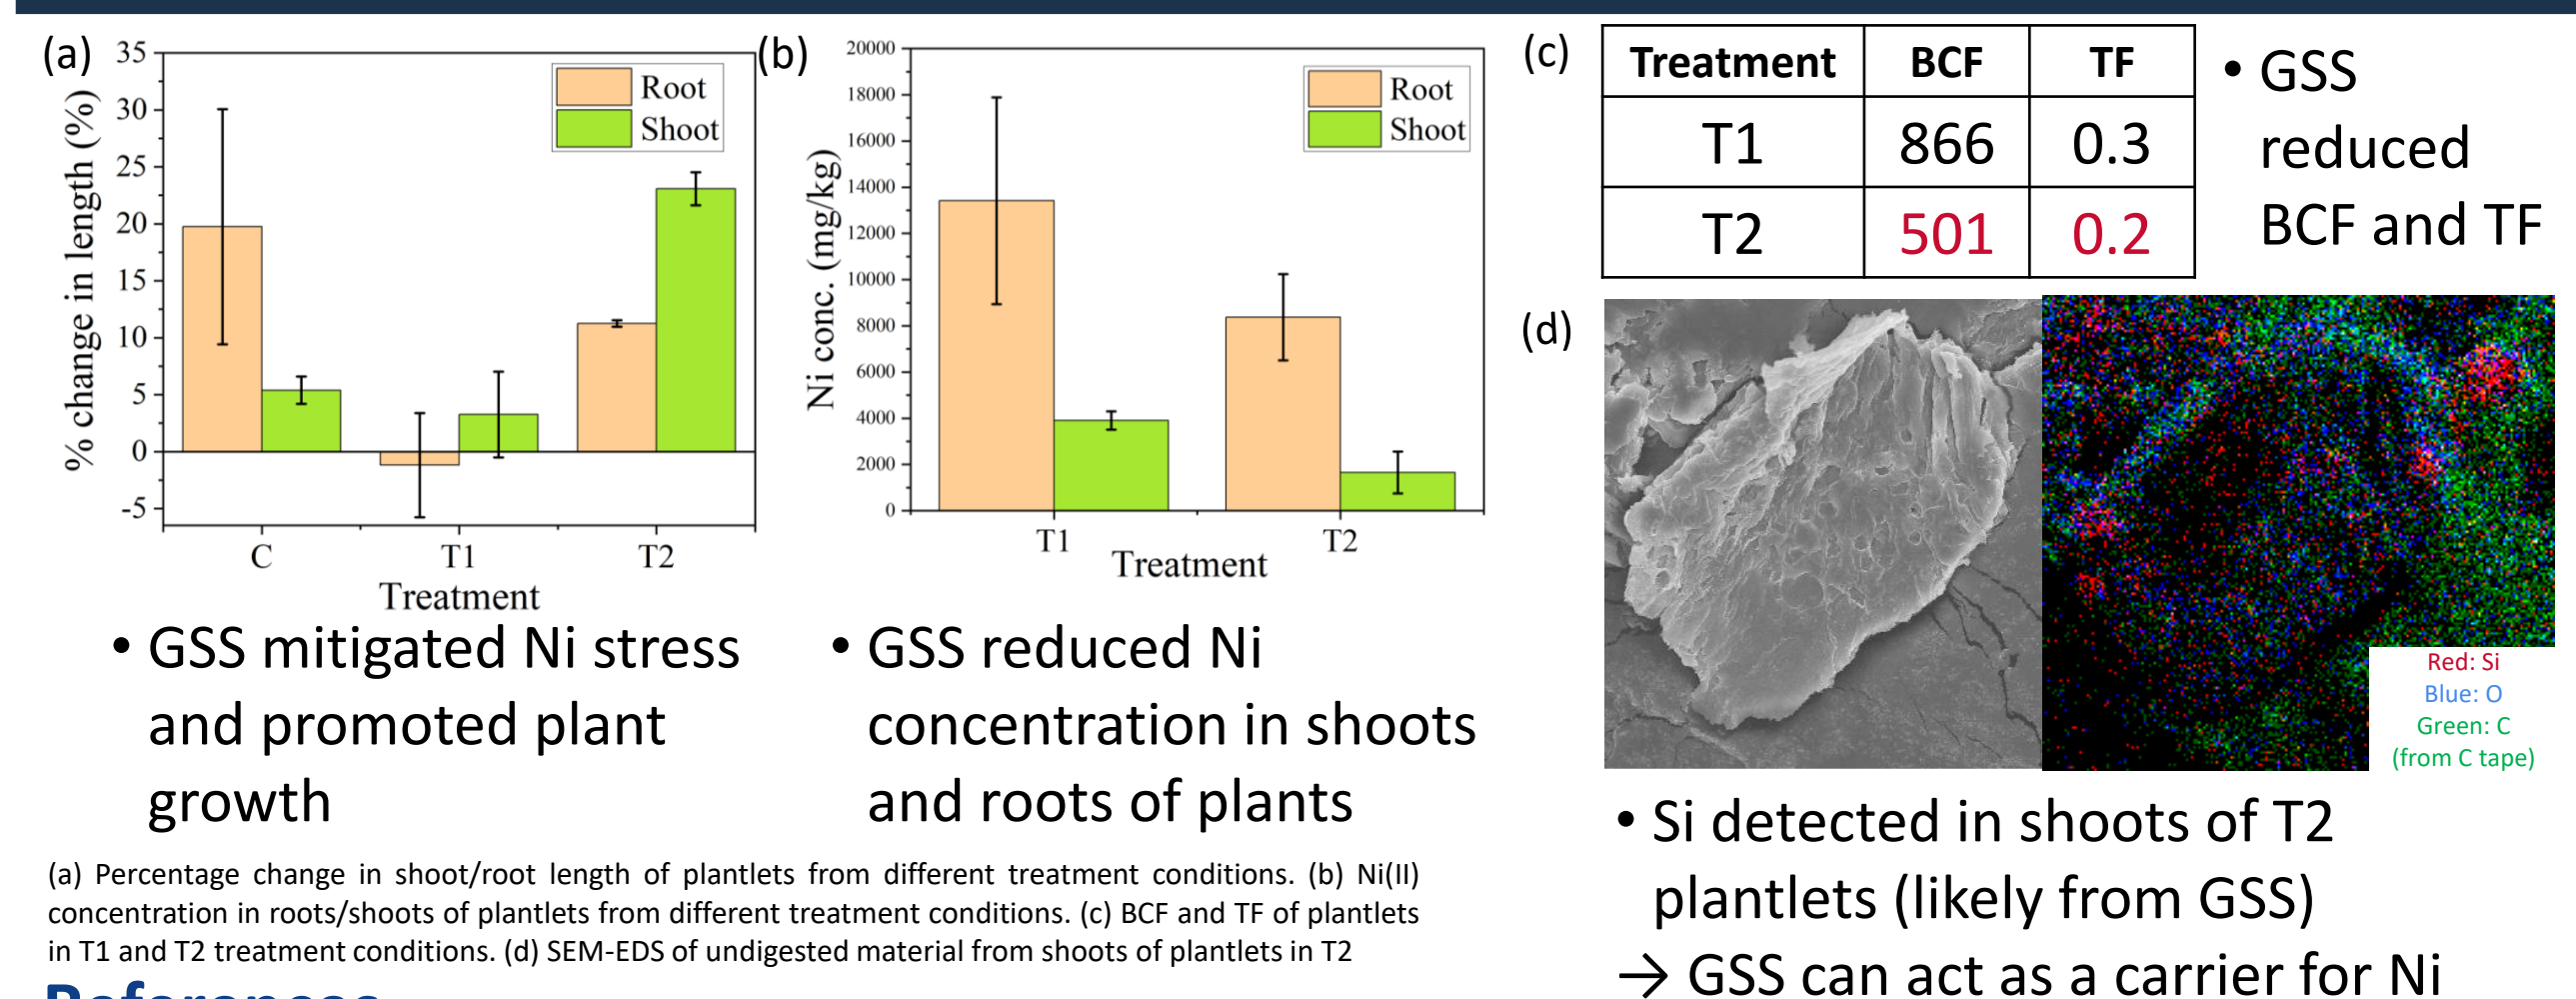 (a)
35
30
25
20
15
10
5
0
-5
% change in length (%)
Root
Shoot
C T1 T2
Treatment
• GSS mitigated Ni stress
and promoted plant
growth
(b)
20000
18000
16000
14000
12000
10000
8000
6000
4000
2000
0
Ni conc. (mg/kg)
Root
Shoot
T1 T2
Treatment
• GSS reduced Ni
concentration in shoots
and roots of plants
(c)
Treatment BCF TF
T1 866 0.3
T2 501 0.2
• GSS
reduced
BCF and TF
(d)
Red: Si
Blue: O
Green: C
(from C tape)
• Si detected in shoots of T2
plantlets (likely from GSS)
→ GSS can act as a carrier for Ni
(a) Percentage change in shoot/root length of plantlets from different treatment conditions. (b) Ni(II)
concentration in roots/shoots of plantlets from different treatment conditions. (c) BCF and TF of plantlets
in T1 and T2 treatment conditions. (d) SEM-EDS of undigested material from shoots of plantlets in T2
References